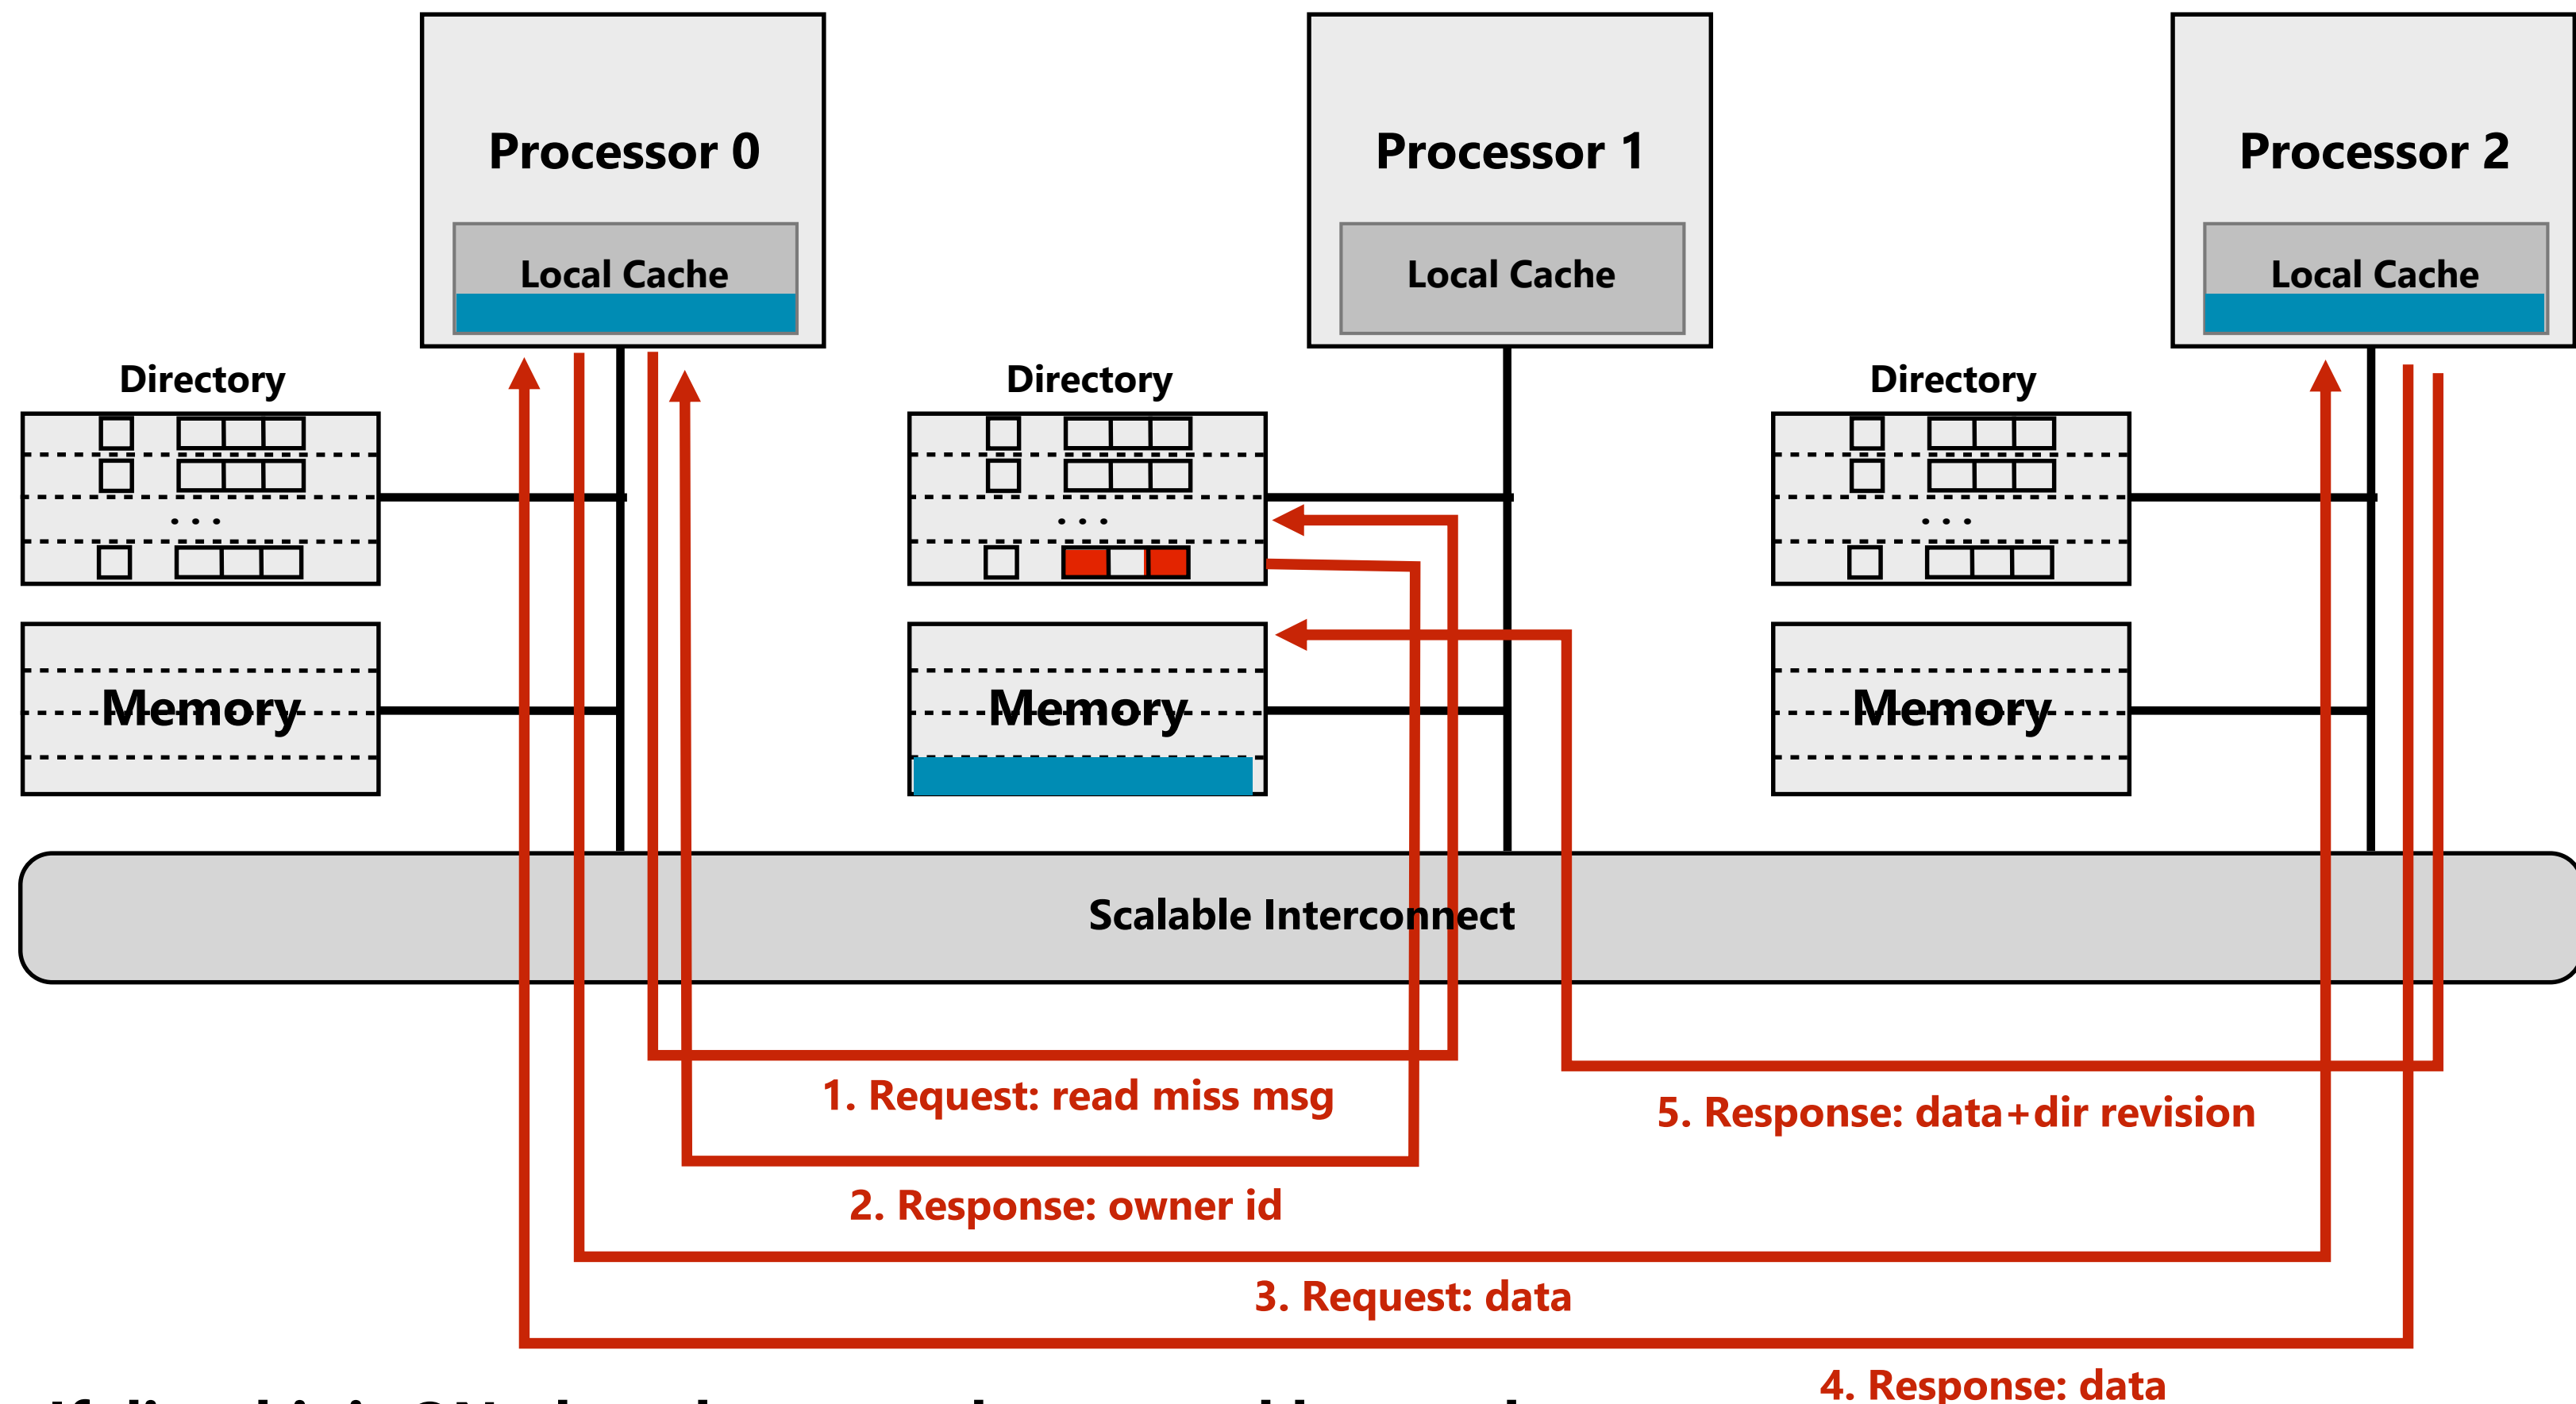 Processor 0
Processor 1
Processor 2
Local Cache
Local Cache
Local Cache
Directory
Directory
Directory
. . .
. . .
. . .
Memory
Memory
Memory
Scalable Interconnect
1. Request: read miss msg
5. Response: data+dir revision
2. Response: owner id
3. Request: data
4. Response: data